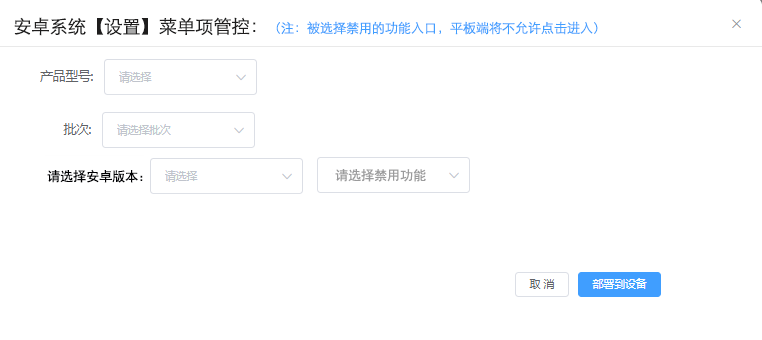 安卓系统【设置】菜单项管控：（注：被选择禁用的功能入口，平板端将不允许点击进入）
产品型号: 请选择
批次: 请选择批次
请选择安卓版本： 请选择 请选择禁用功能
取 消 部署到设备